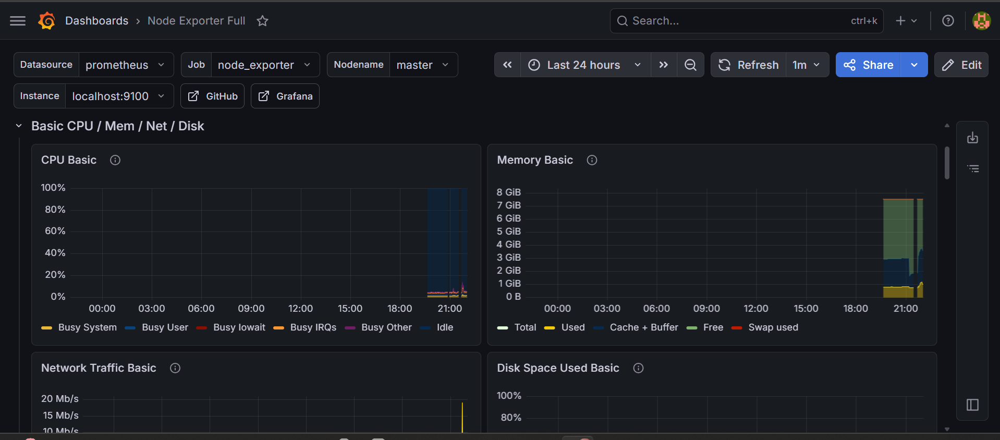 Dashboards › Node Exporter Full
Search... ctrl+k
Datasource prometheus Job node_exporter Nodename master Last 24 hours Refresh 1m Share Edit
Instance localhost:9100 GitHub Grafana
Basic CPU / Mem / Net / Disk
CPU Basic
100%
80%
60%
40%
20%
0%
00:00 03:00 06:00 09:00 12:00 15:00 18:00 21:00
Busy System Busy User Busy Iowait Busy IRQs Busy Other Idle
Memory Basic
8 GiB
7 GiB
6 GiB
5 GiB
4 GiB
3 GiB
2 GiB
1 GiB
0 B
00:00 03:00 06:00 09:00 12:00 15:00 18:00 21:00
Total Used Cache + Buffer Free Swap used
Network Traffic Basic
20 Mb/s
15 Mb/s
10 Mb/s
Disk Space Used Basic
100%
80%